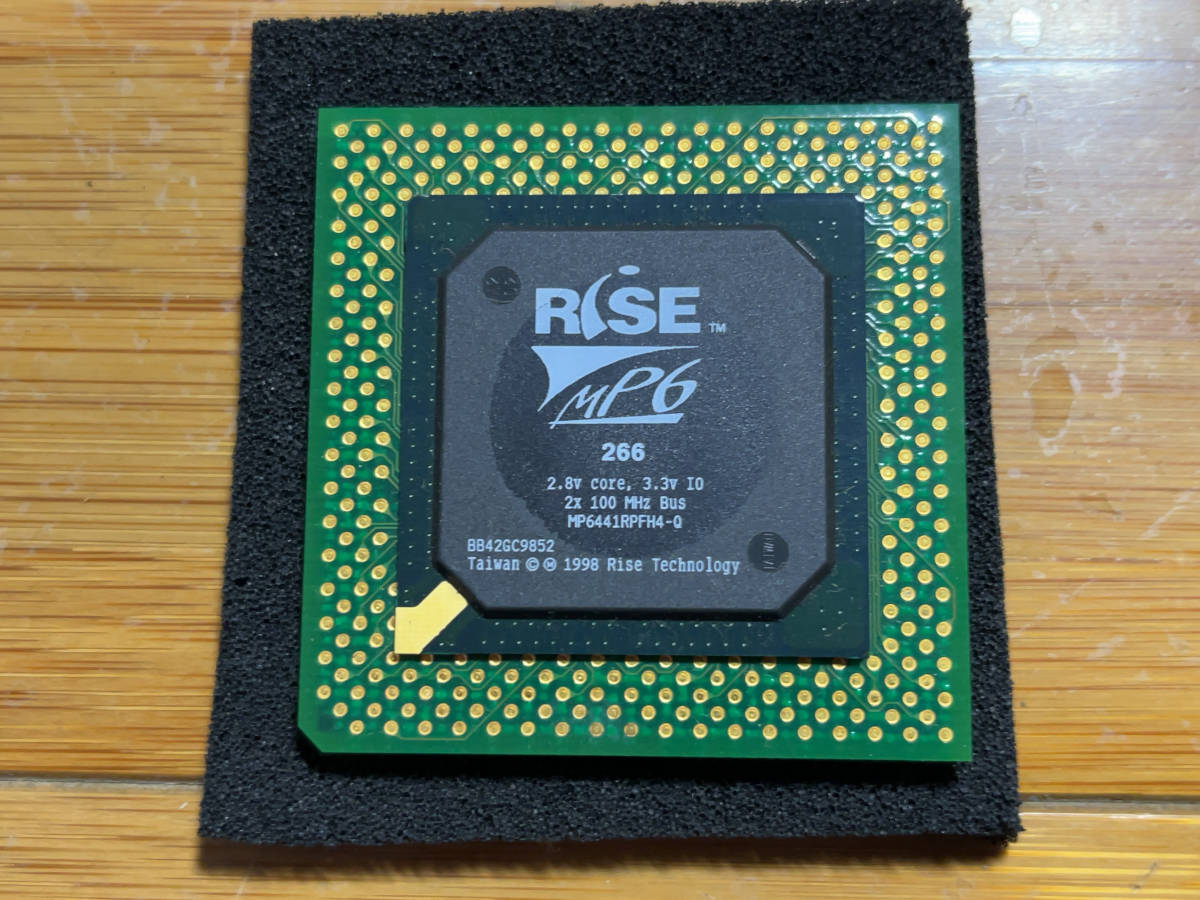 RiSE™
MP6
266
2.8v core, 3.3v IO
2x 100 MHz Bus
MP6441RPFH4-Q
BB42GC9852
Taiwan © Ⓜ 1998 Rise Technology